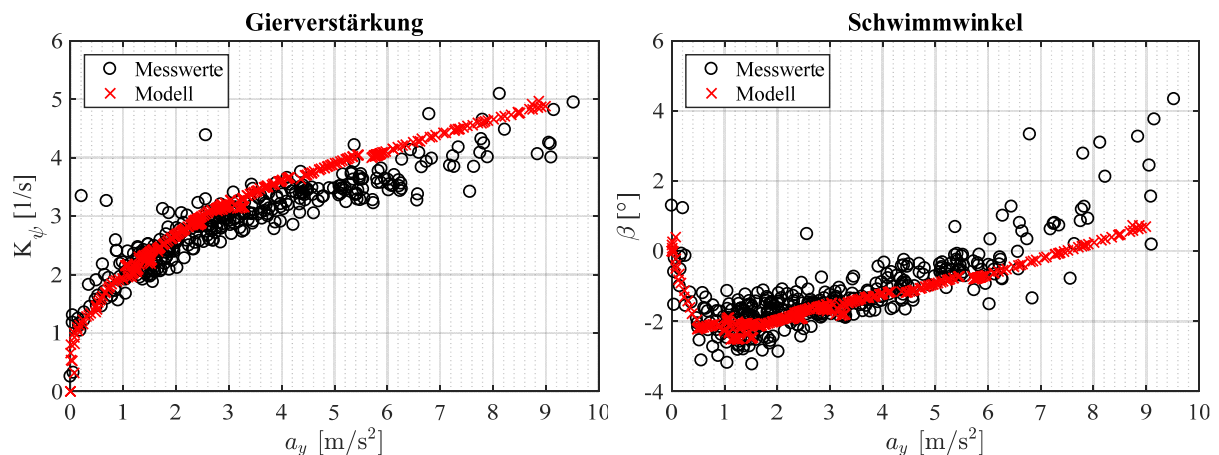 Gierverstärkung
6
5
4
3
2
1
0
K_ψ̇ [1/s]
Messwerte
Modell
0 1 2 3 4 5 6 7 8 9 10
a_y [m/s²]
Schwimmwinkel
6
4
2
0
-2
-4
β [°]
Messwerte
Modell
0 1 2 3 4 5 6 7 8 9 10
a_y [m/s²]